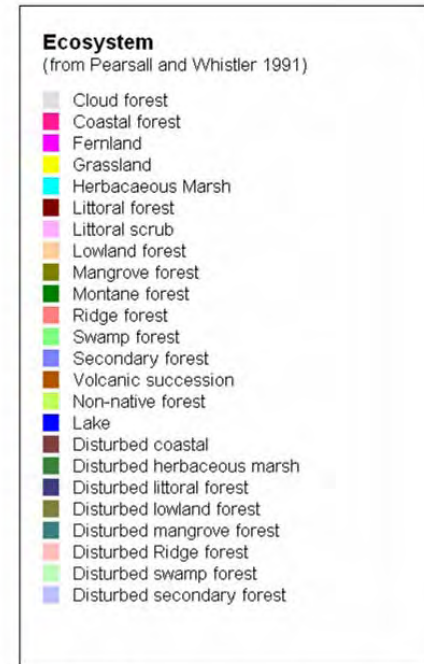 Ecosystem
(from Pearsall and Whistler 1991)
Cloud forest
Coastal forest
Fernland
Grassland
Herbacaeous Marsh
Littoral forest
Littoral scrub
Lowland forest
Mangrove forest
Montane forest
Ridge forest
Swamp forest
Secondary forest
Volcanic succession
Non-native forest
Lake
Disturbed coastal
Disturbed herbaceous marsh
Disturbed littoral forest
Disturbed lowland forest
Disturbed mangrove forest
Disturbed Ridge forest
Disturbed swamp forest
Disturbed secondary forest